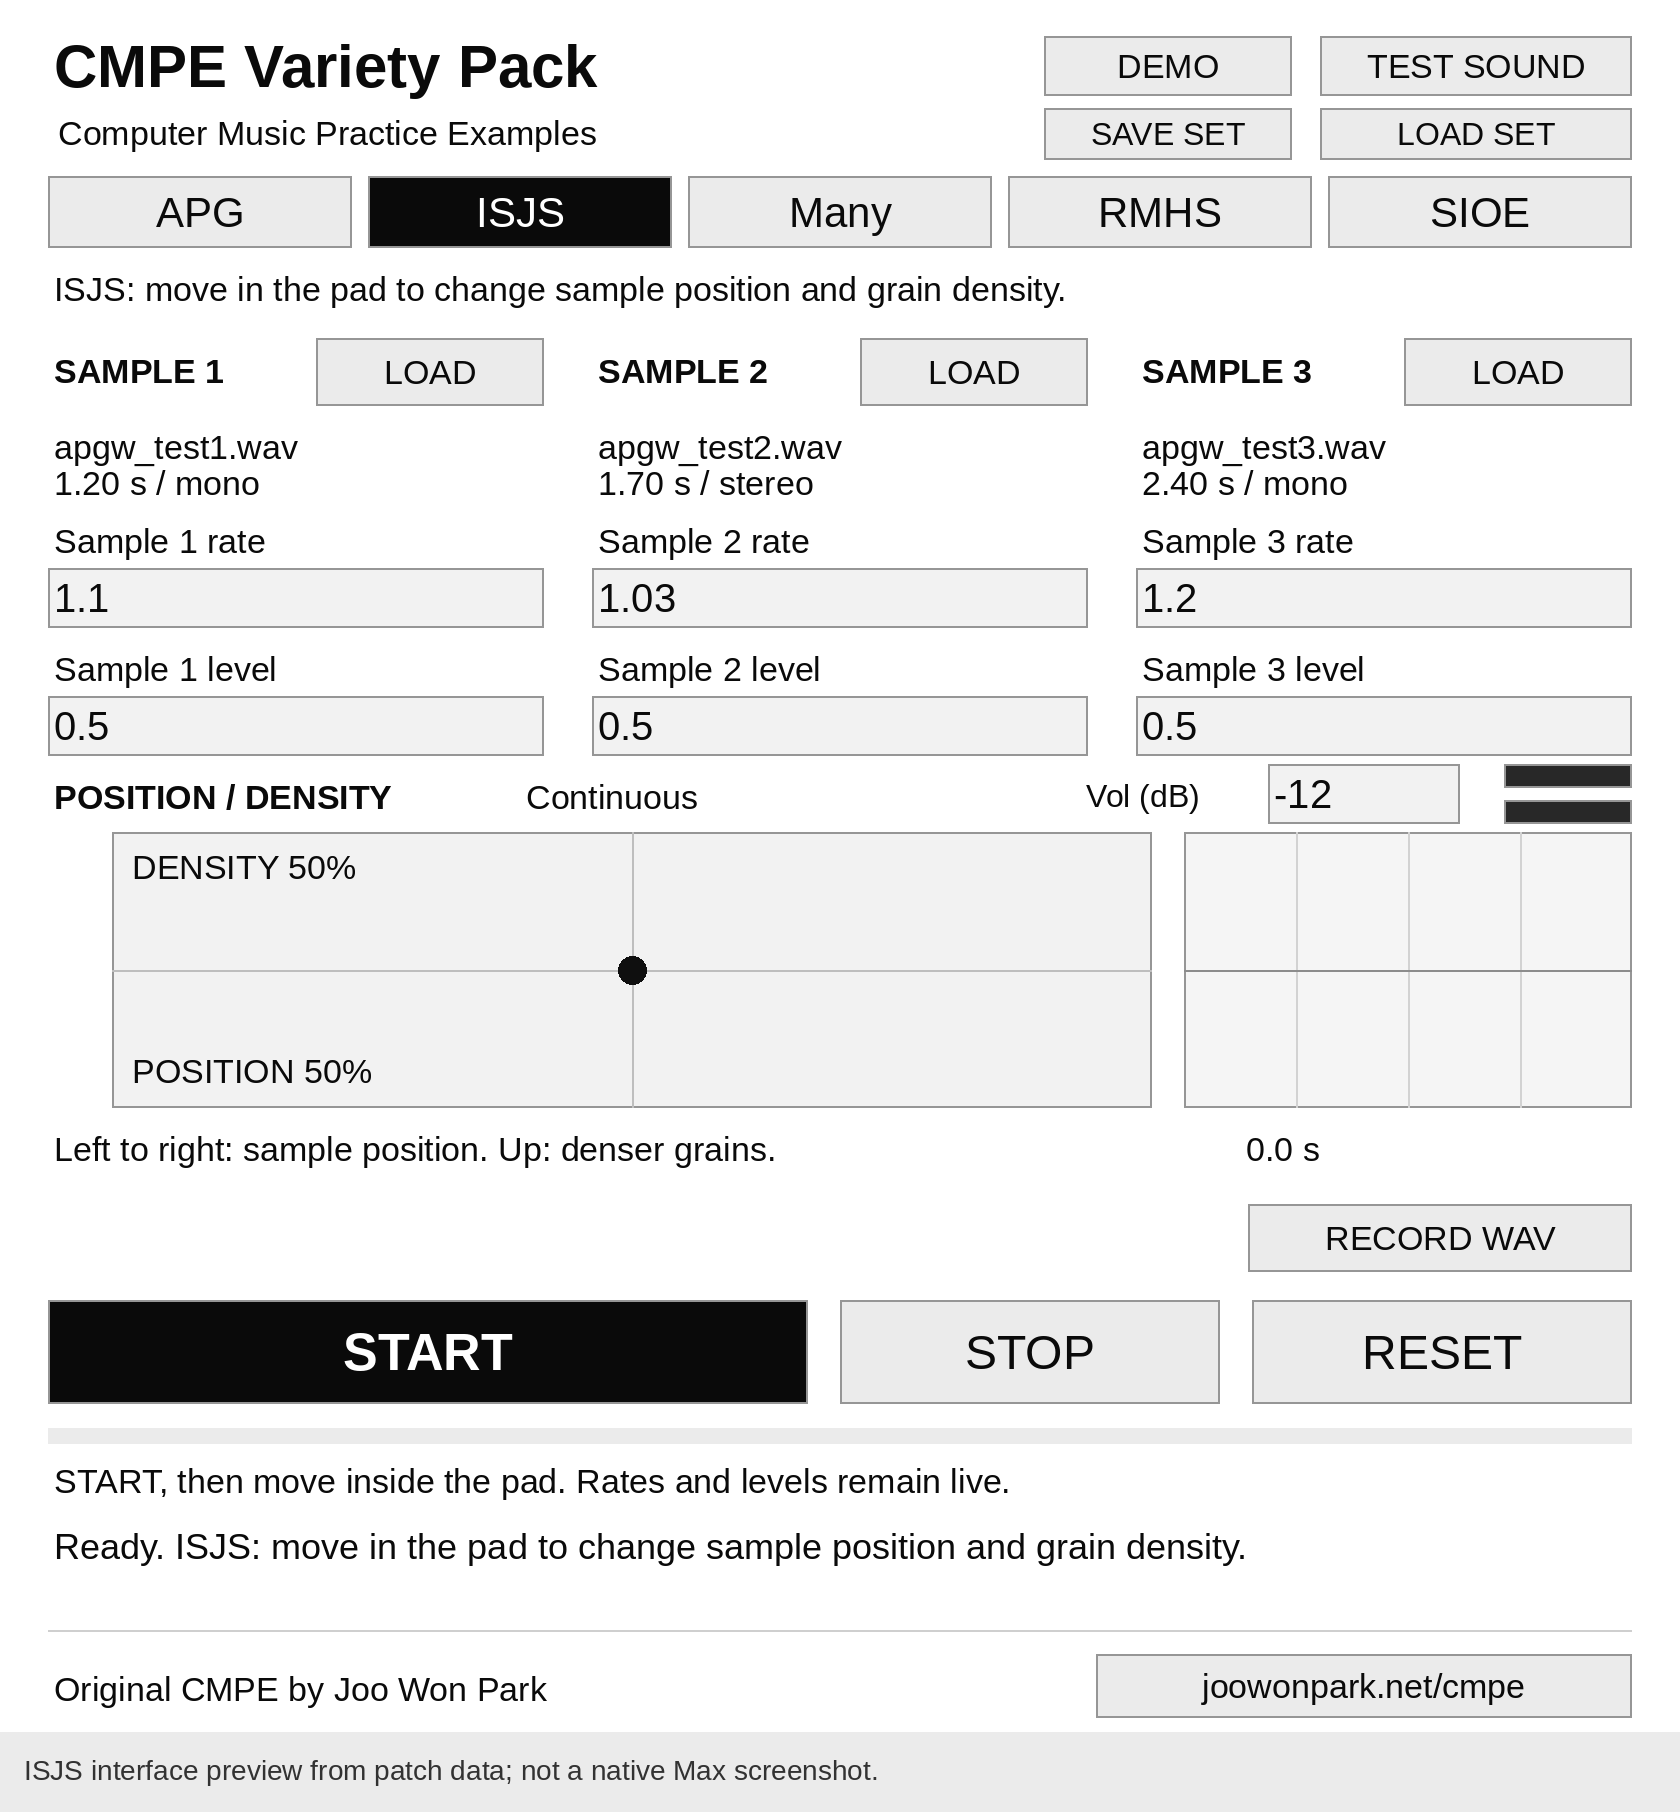 CMPE Variety Pack
DEMO
TEST SOUND
Computer Music Practice Examples
SAVE SET
LOAD SET
APG
ISJS
Many
RMHS
SIOE
ISJS: move in the pad to change sample position and grain density.
SAMPLE 1
LOAD
SAMPLE 2
LOAD
SAMPLE 3
LOAD
apgw_test1.wav
1.20 s / mono
apgw_test2.wav
1.70 s / stereo
apgw_test3.wav
2.40 s / mono
Sample 1 rate
Sample 2 rate
Sample 3 rate
1.1
1.03
1.2
Sample 1 level
Sample 2 level
Sample 3 level
0.5
0.5
0.5
POSITION / DENSITY
Continuous
Vol (dB)
-12
DENSITY 50%
POSITION 50%
Left to right: sample position. Up: denser grains.
0.0 s
RECORD WAV
START
STOP
RESET
START, then move inside the pad. Rates and levels remain live.
Ready. ISJS: move in the pad to change sample position and grain density.
Original CMPE by Joo Won Park
joowonpark.net/cmpe
ISJS interface preview from patch data; not a native Max screenshot.